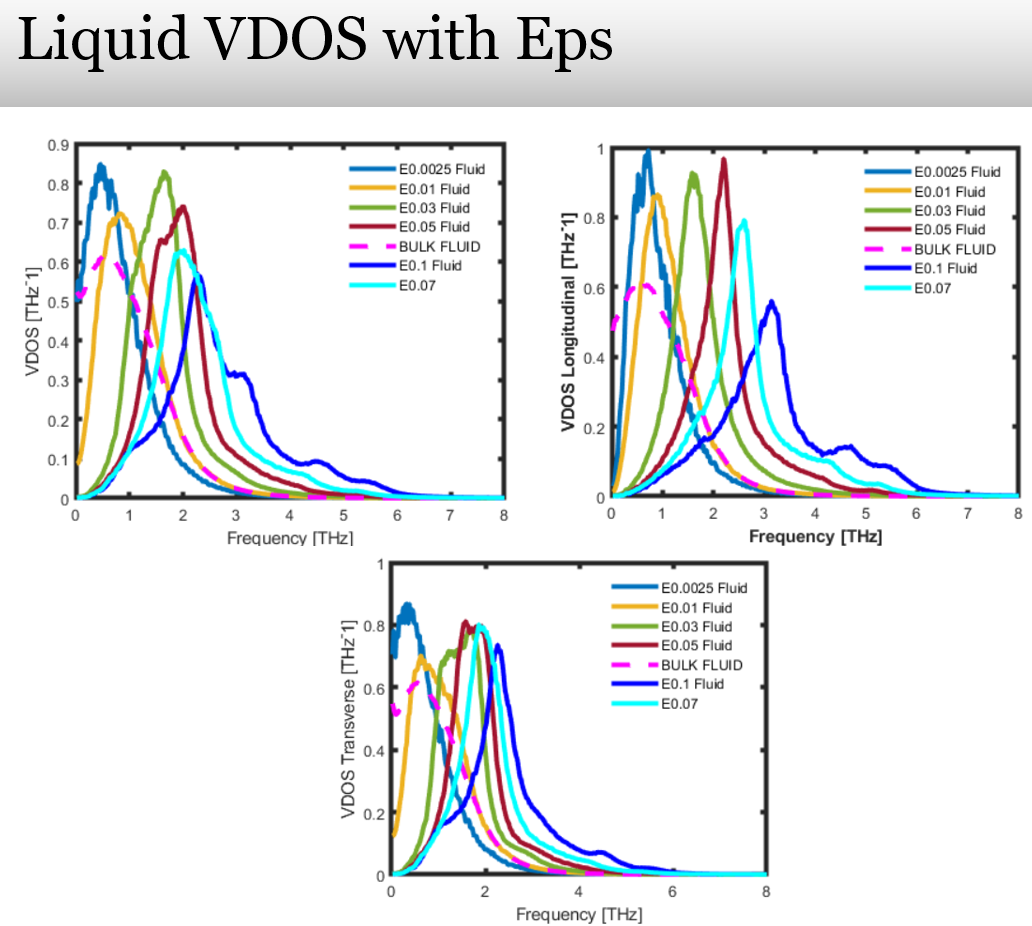 Liquid VDOS with Eps
0.9
0.8
0.7
0.6
0.5
0.4
0.3
0.2
0.1
0
VDOS [THz⁻1]
E0.0025 Fluid
E0.01 Fluid
E0.03 Fluid
E0.05 Fluid
BULK FLUID
E0.1 Fluid
E0.07
0 1 2 3 4 5 6 7 8
Frequency [THz]
1
0.8
0.6
0.4
0.2
0
VDOS Longitudinal [THz⁻1]
E0.0025 Fluid
E0.01 Fluid
E0.03 Fluid
E0.05 Fluid
BULK FLUID
E0.1 Fluid
E0.07
0 1 2 3 4 5 6 7 8
Frequency [THz]
1
0.8
0.6
0.4
0.2
0
VDOS Transverse [THz⁻1]
E0.0025 Fluid
E0.01 Fluid
E0.03 Fluid
E0.05 Fluid
BULK FLUID
E0.1 Fluid
E0.07
0 2 4 6 8
Frequency [THz]